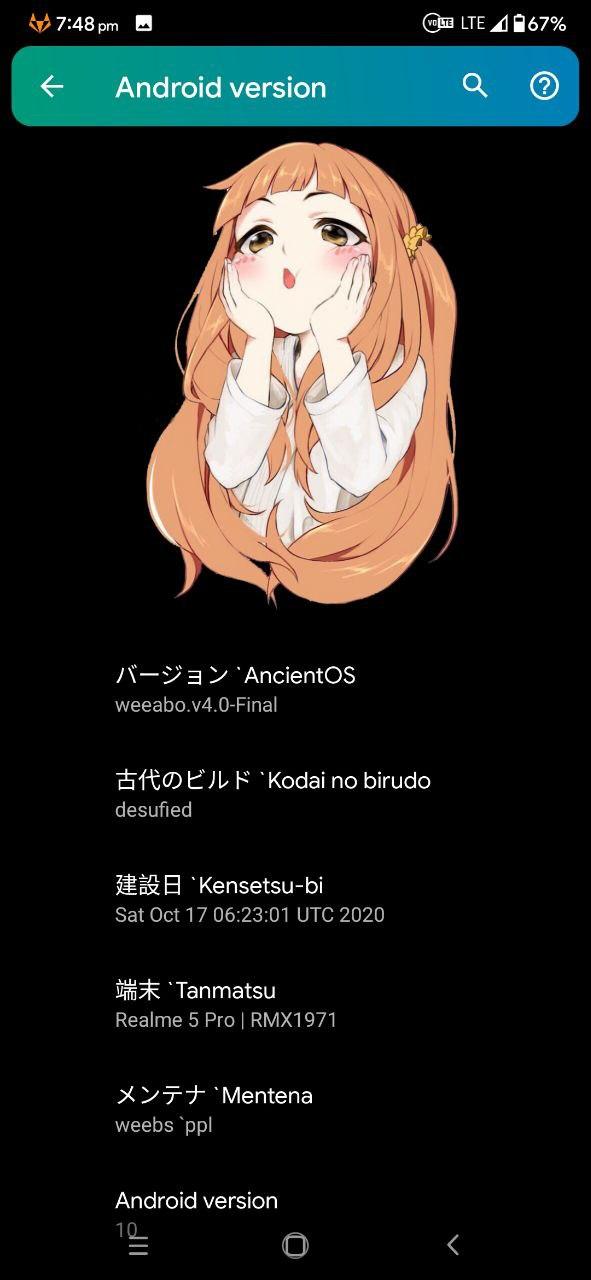 7:48 pm VoLTE LTE 67%
Android version
バージョン `AncientOS
weeabo.v4.0-Final
古代のビルド `Kodai no birudo
desufied
建設日 `Kensetsu-bi
Sat Oct 17 06:23:01 UTC 2020
端末 `Tanmatsu
Realme 5 Pro | RMX1971
メンテナ `Mentena
weebs `ppl
Android version
10